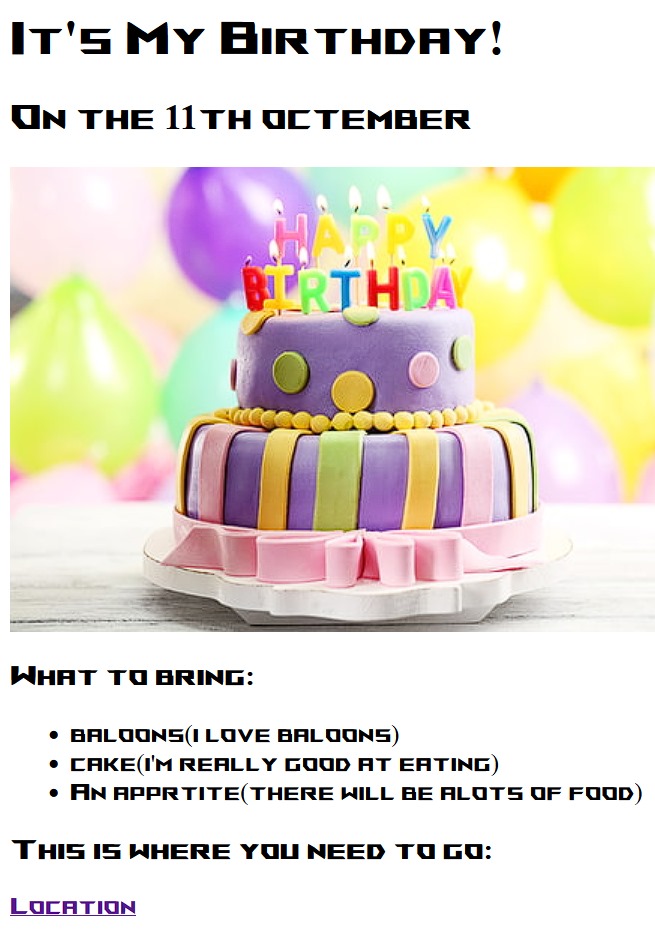 It's My Birthday!
On the 11th octember
HAPPY
BIRTHDAY
What to bring:
baloons(i love baloons)
cake(i'm really good at eating)
An apprtite(there will be alots of food)
This is where you need to go:
Location